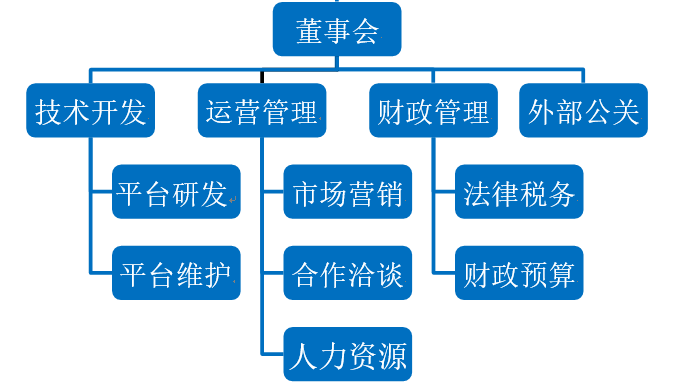 董事会
技术开发
运营管理
财政管理
外部公关
平台研发
市场营销
法律税务
平台维护
合作洽谈
财政预算
人力资源